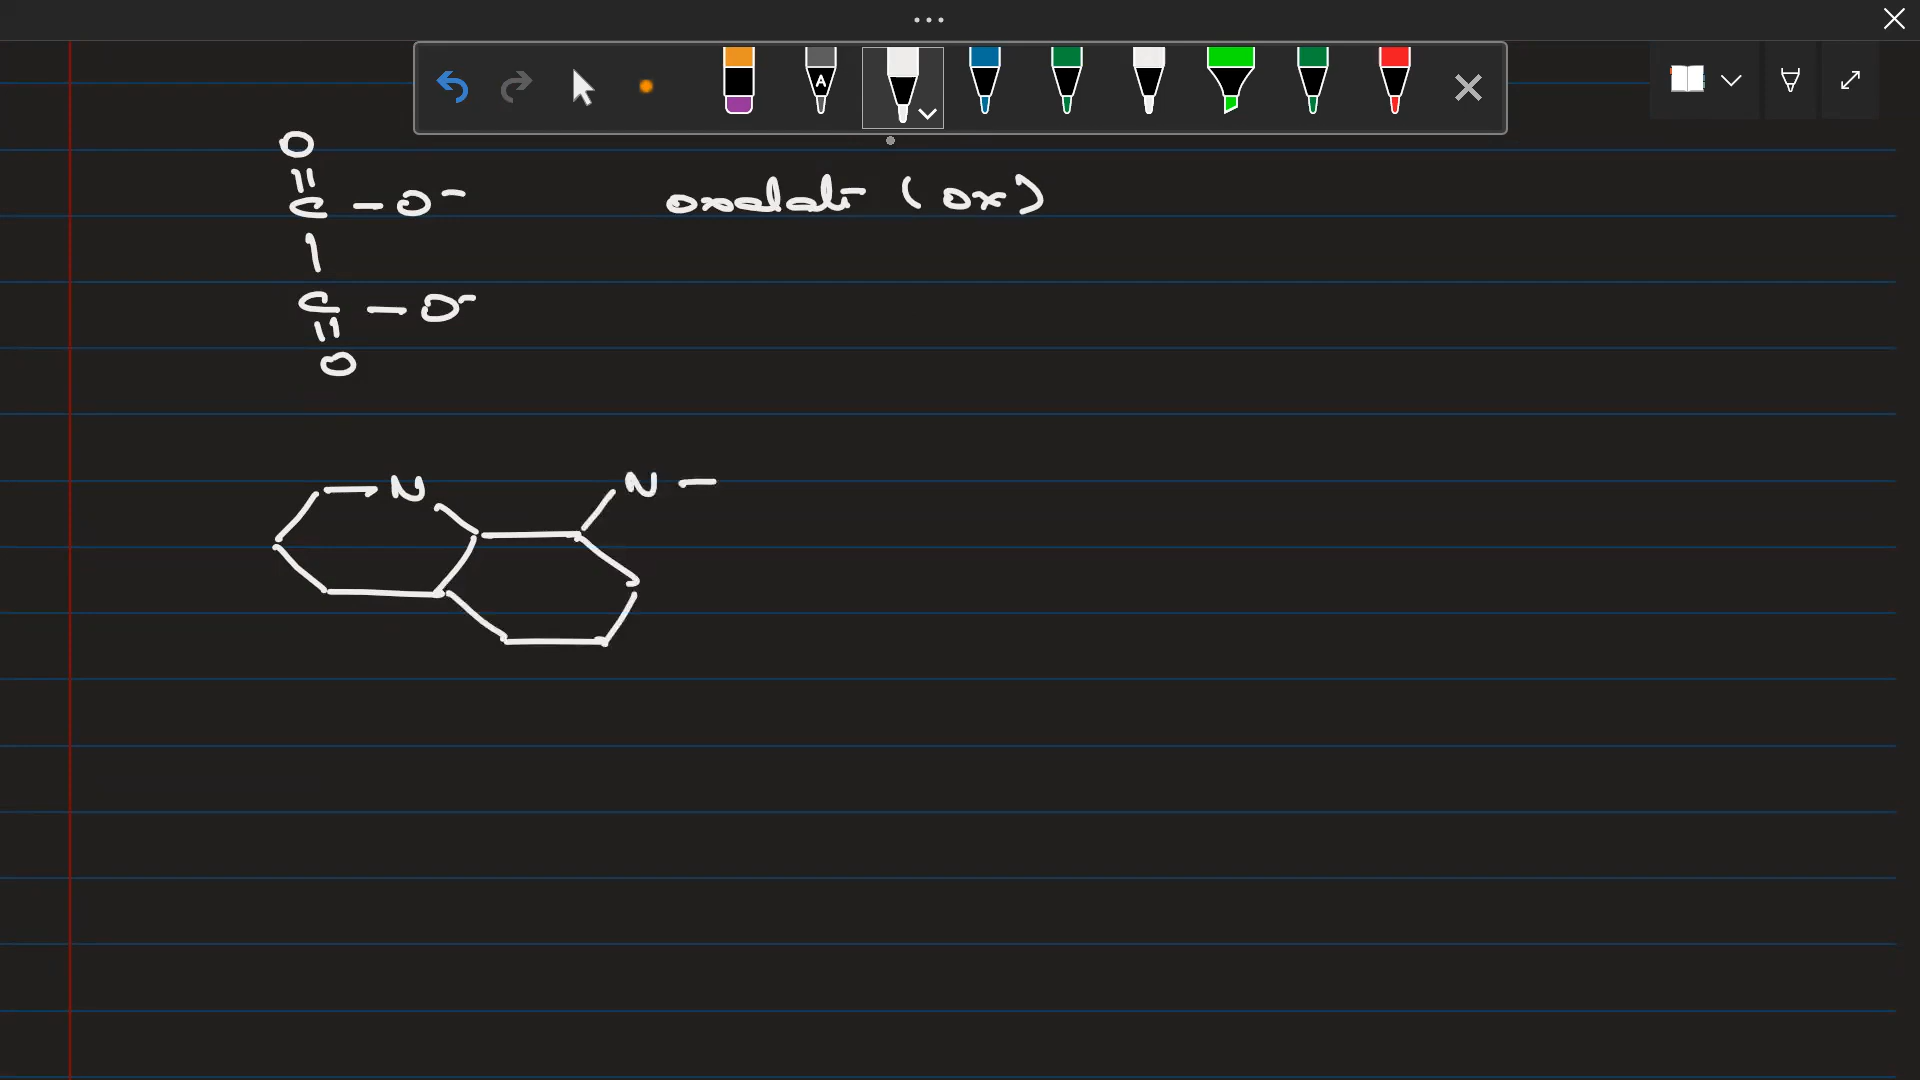 O
C - O⁻ oxalate (ox)
C - O⁻
O
N N -